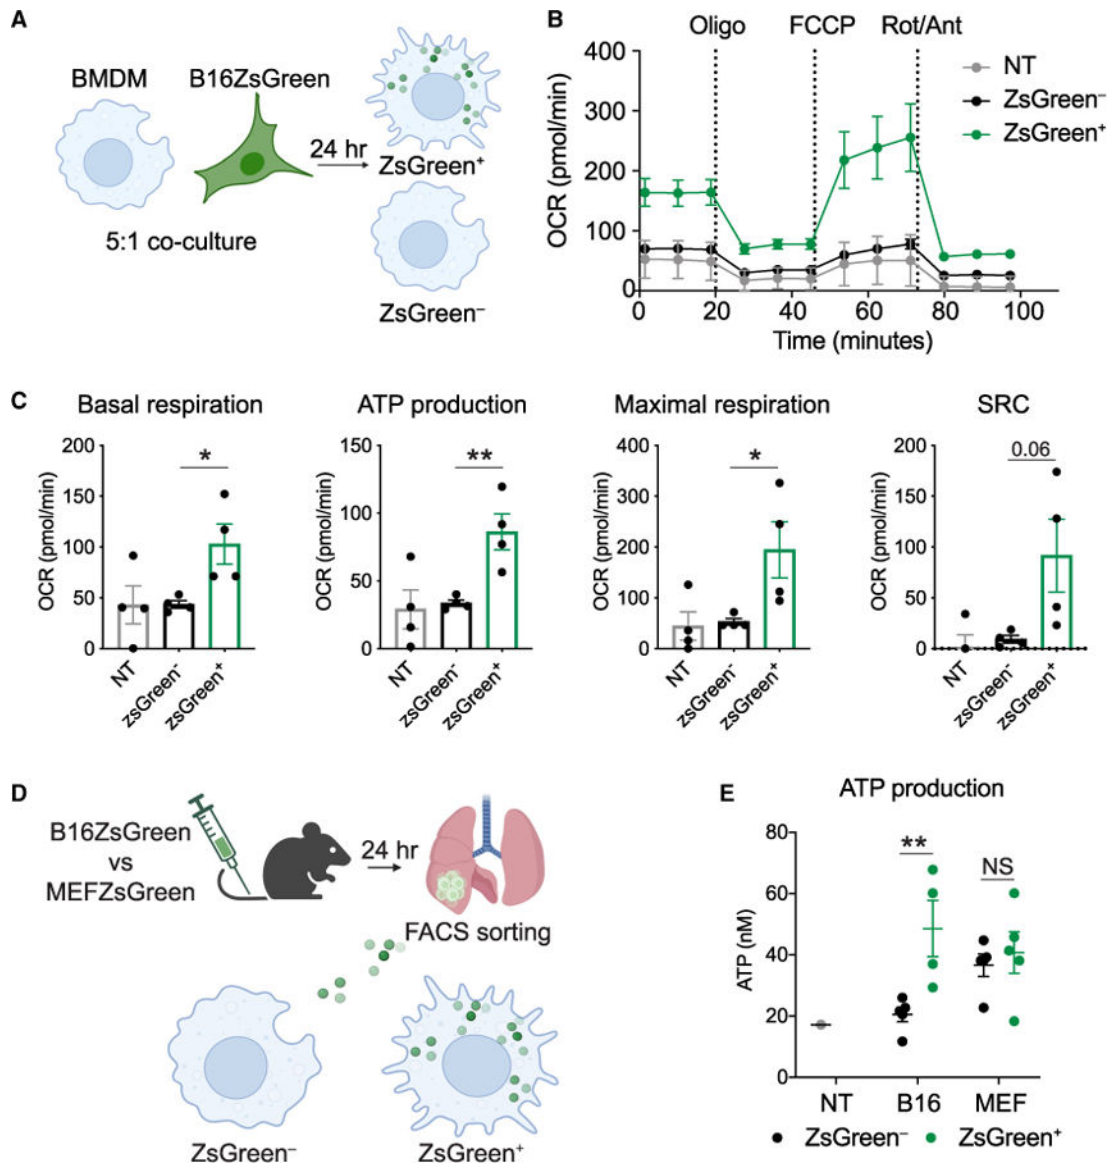 A
BMDM
B16ZsGreen
24 hr
ZsGreen⁺
5:1 co-culture
ZsGreen⁻
B
Oligo FCCP Rot/Ant
400
300
200
100
0
OCR (pmol/min)
NT
ZsGreen⁻
ZsGreen⁺
0 20 40 60 80 100
Time (minutes)
C
Basal respiration
200
150
100
50
0
OCR (pmol/min)
*
NT
zsGreen⁻
zsGreen⁺
ATP production
150
100
50
0
OCR (pmol/min)
**
NT
zsGreen⁻
zsGreen⁺
Maximal respiration
400
300
200
100
0
OCR (pmol/min)
*
NT
zsGreen⁻
zsGreen⁺
SRC
200
150
100
50
0
OCR (pmol/min)
0.06
NT
zsGreen⁻
zsGreen⁺
D
B16ZsGreen
vs
MEFZsGreen
24 hr
FACS sorting
ZsGreen⁻
ZsGreen⁺
E
ATP production
80
60
40
20
0
ATP (nM)
**
NS
NT B16 MEF
ZsGreen⁻ ZsGreen⁺